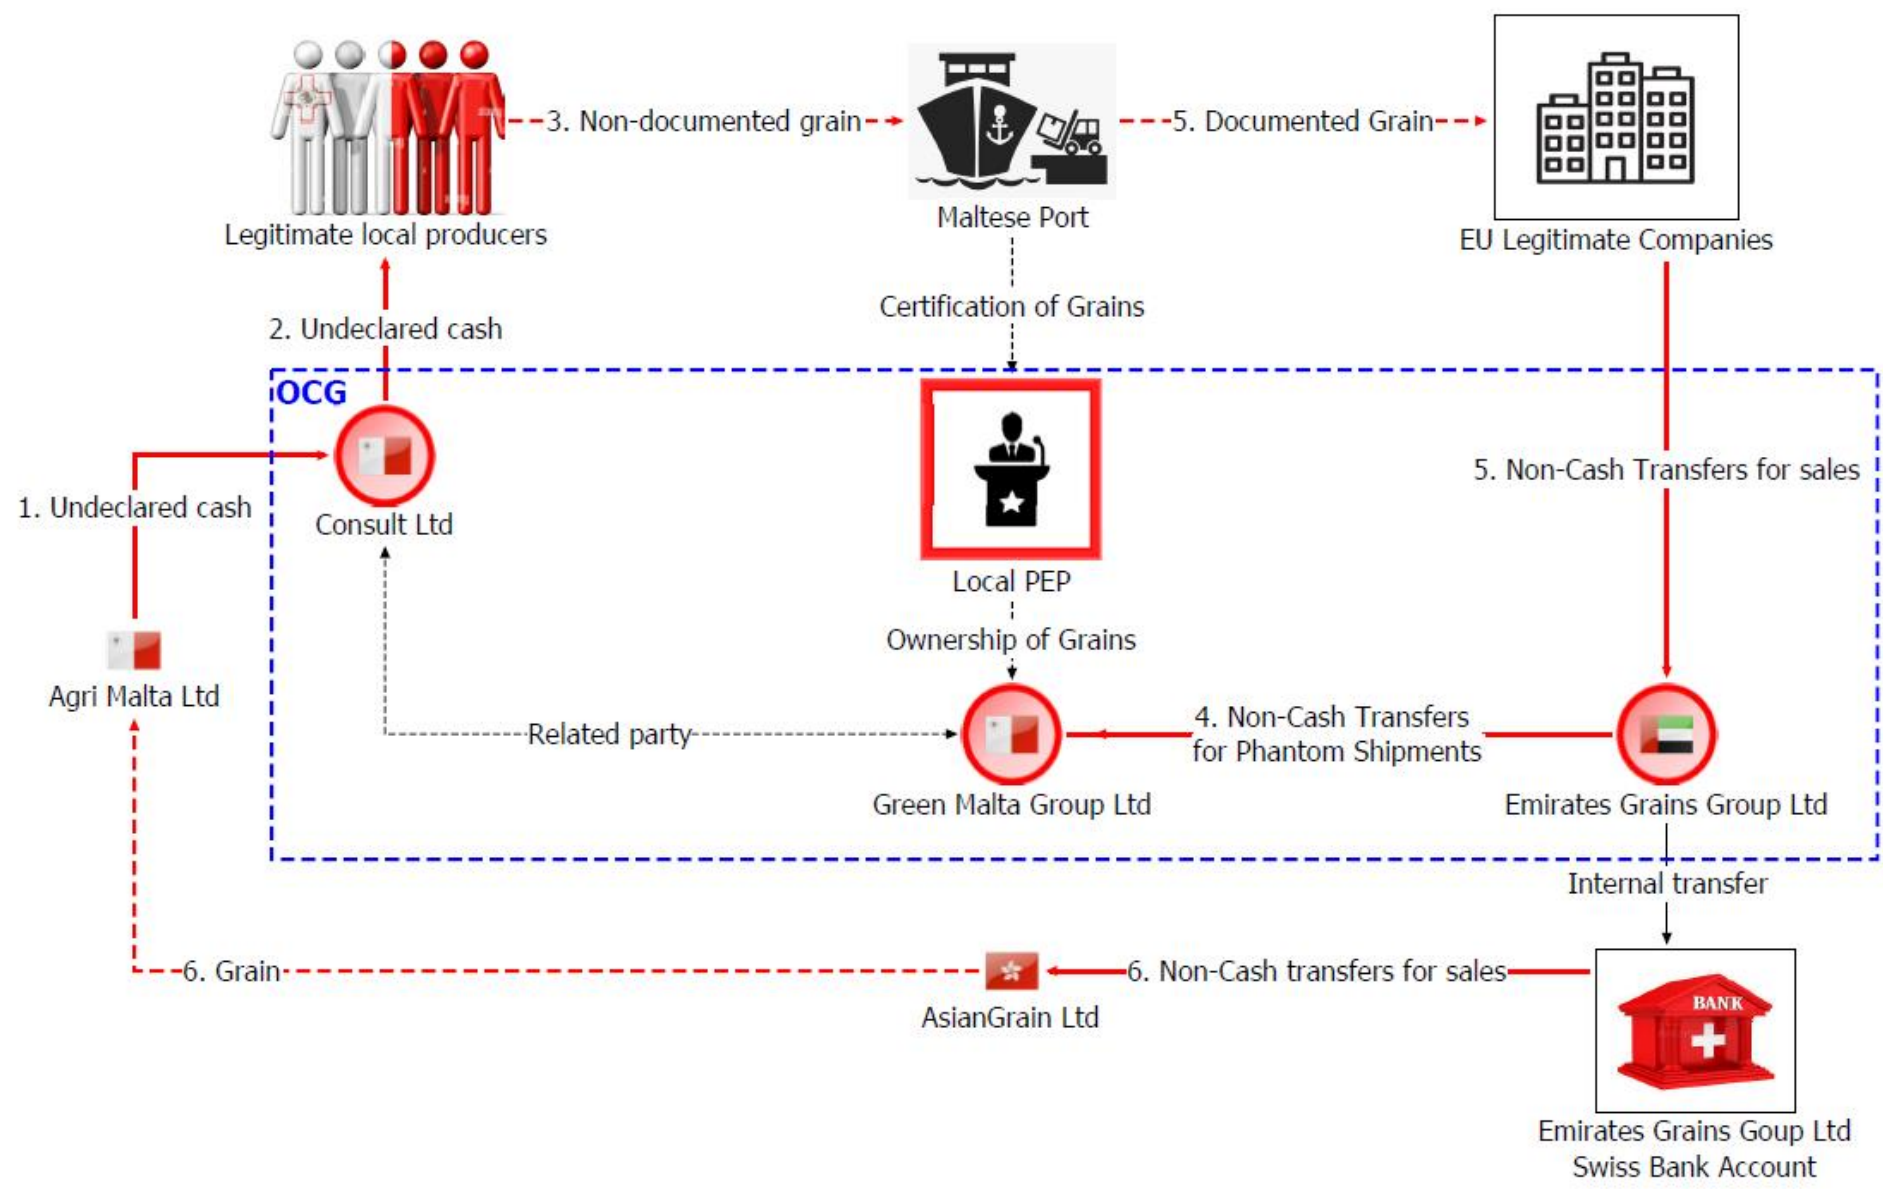 3. Non-documented grain
5. Documented Grain
Legitimate local producers
Maltese Port
EU Legitimate Companies
Certification of Grains
2. Undeclared cash
OCG
5. Non-Cash Transfers for sales
1. Undeclared cash
Consult Ltd
Local PEP
Ownership of Grains
Agri Malta Ltd
Related party
4. Non-Cash Transfers
for Phantom Shipments
Green Malta Group Ltd
Emirates Grains Group Ltd
Internal transfer
6. Grain
6. Non-Cash transfers for sales
BANK
AsianGrain Ltd
Emirates Grains Goup Ltd
Swiss Bank Account